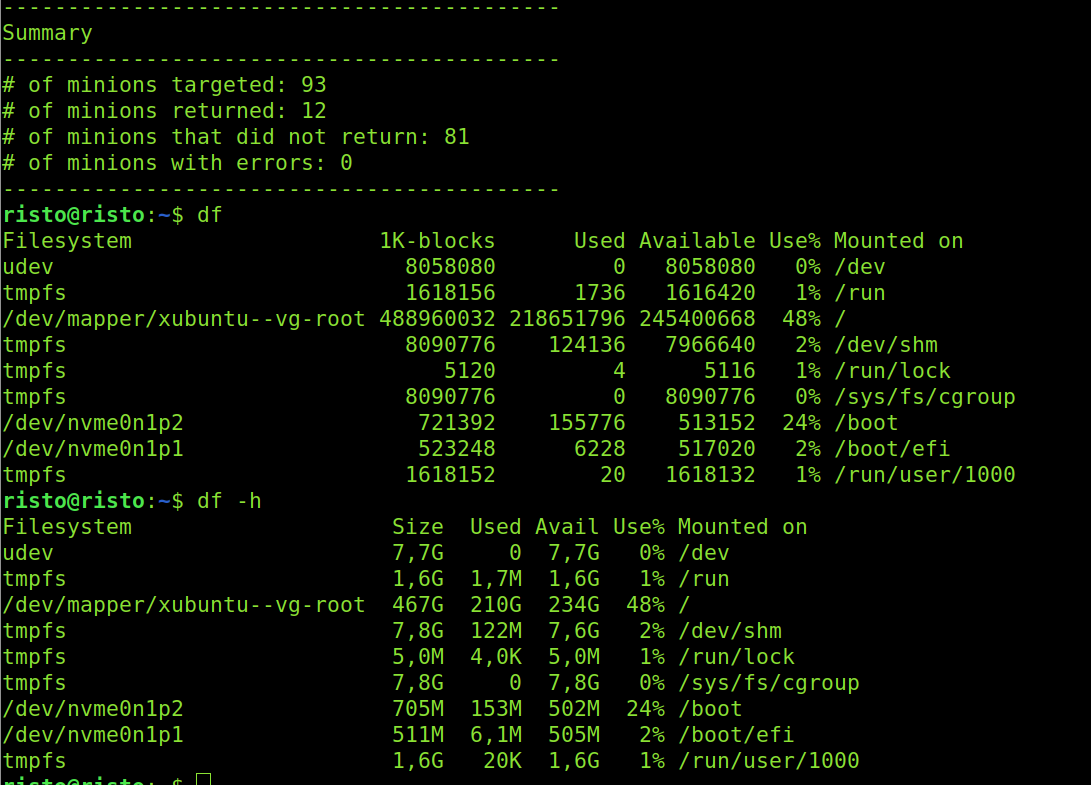 -------------------------------------------
Summary
-------------------------------------------
# of minions targeted: 93
# of minions returned: 12
# of minions that did not return: 81
# of minions with errors: 0
-------------------------------------------
risto@risto:~$ df
Filesystem                   1K-blocks      Used Available Use% Mounted on
udev                           8058080         0   8058080   0% /dev
tmpfs                          1618156      1736   1616420   1% /run
/dev/mapper/xubuntu--vg-root 488960032 218651796 245400668  48% /
tmpfs                          8090776    124136   7966640   2% /dev/shm
tmpfs                             5120         4      5116   1% /run/lock
tmpfs                          8090776         0   8090776   0% /sys/fs/cgroup
/dev/nvme0n1p2                  721392    155776    513152  24% /boot
/dev/nvme0n1p1                  523248      6228    517020   2% /boot/efi
tmpfs                          1618152        20   1618132   1% /run/user/1000
risto@risto:~$ df -h
Filesystem                    Size  Used Avail Use% Mounted on
udev                          7,7G     0  7,7G   0% /dev
tmpfs                         1,6G  1,7M  1,6G   1% /run
/dev/mapper/xubuntu--vg-root  467G  210G  234G  48% /
tmpfs                         7,8G  122M  7,6G   2% /dev/shm
tmpfs                         5,0M  4,0K  5,0M   1% /run/lock
tmpfs                         7,8G     0  7,8G   0% /sys/fs/cgroup
/dev/nvme0n1p2                705M  153M  502M  24% /boot
/dev/nvme0n1p1                511M  6,1M  505M   2% /boot/efi
tmpfs                         1,6G   20K  1,6G   1% /run/user/1000
risto@risto:~$